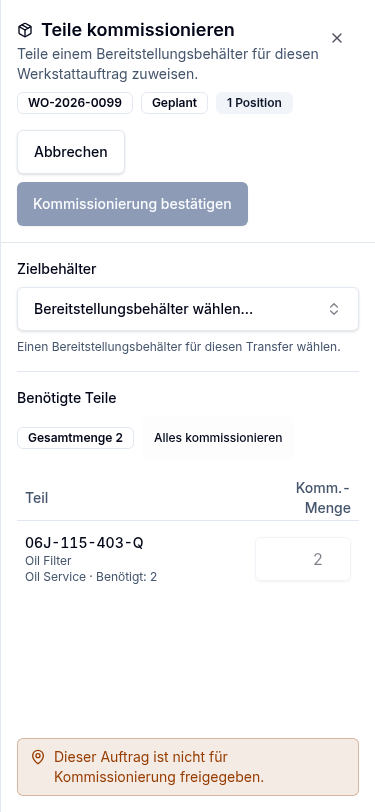 Teile kommissionieren
Teile einem Bereitstellungsbehälter für diesen
Werkstattauftrag zuweisen.
WO-2026-0099
Geplant
1 Position
Abbrechen
Kommissionierung bestätigen
Zielbehälter
Bereitstellungsbehälter wählen...
Einen Bereitstellungsbehälter für diesen Transfer wählen.
Benötigte Teile
Gesamtmenge 2
Alles kommissionieren
Teil
Komm.-
Menge
06J-115-403-Q
Oil Filter
Oil Service · Benötigt: 2
2
Dieser Auftrag ist nicht für
Kommissionierung freigegeben.